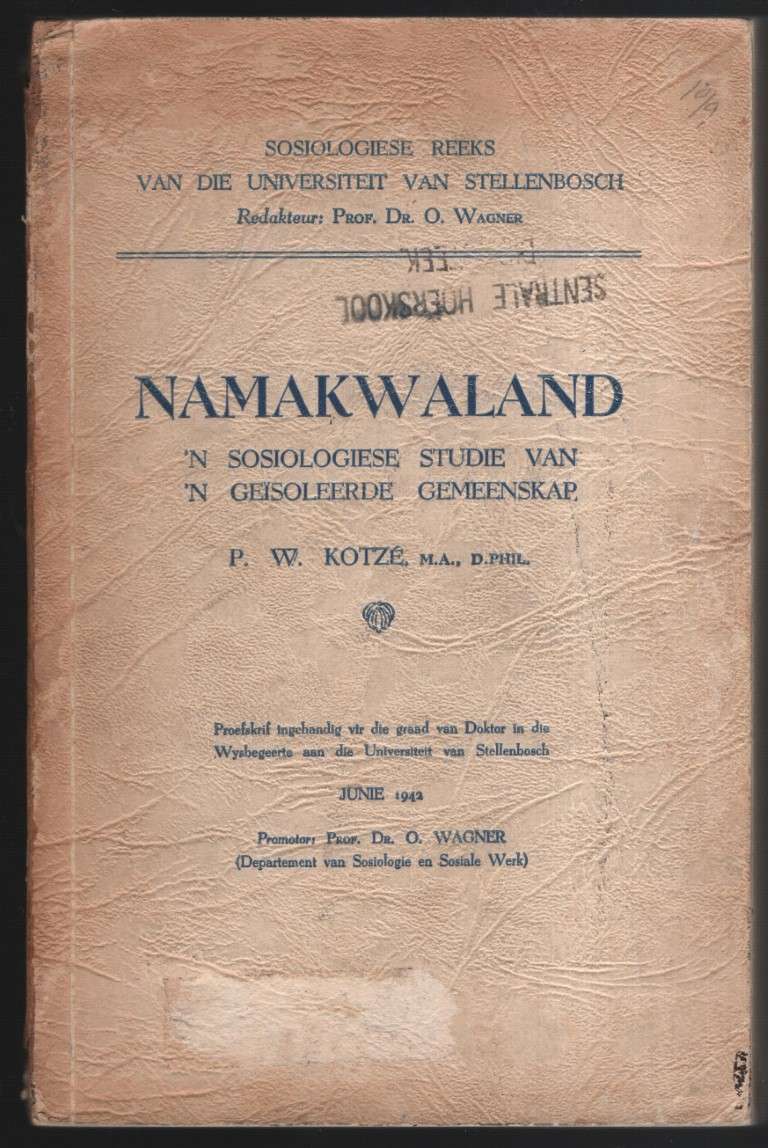 SOSIOLOGIESE REEKS
VAN DIE UNIVERSITEIT VAN STELLENBOSCH
Redakteur: PROF. DR. O. WAGNER
SENTRALE HOËRSKOOL
NAMAKWALAND
'N SOSIOLOGIESE STUDIE VAN
'N GEÏSOLEERDE GEMEENSKAP
P. W. KOTZÉ, M.A., D.PHIL.
Proefskrif ingehandig vir die graad van Doktor in die
Wysbegeerte aan die Universiteit van Stellenbosch
JUNIE 1942
Promotor: PROF. DR. O. WAGNER
(Departement van Sosiologie en Sosiale Werk)